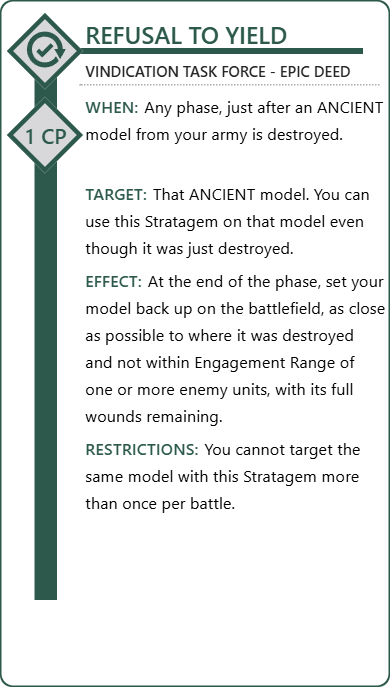 REFUSAL TO YIELD
VINDICATION TASK FORCE - EPIC DEED
1 CP
WHEN: Any phase, just after an ANCIENT
model from your army is destroyed.
TARGET: That ANCIENT model. You can
use this Stratagem on that model even
though it was just destroyed.
EFFECT: At the end of the phase, set your
model back up on the battlefield, as close
as possible to where it was destroyed
and not within Engagement Range of
one or more enemy units, with its full
wounds remaining.
RESTRICTIONS: You cannot target the
same model with this Stratagem more
than once per battle.